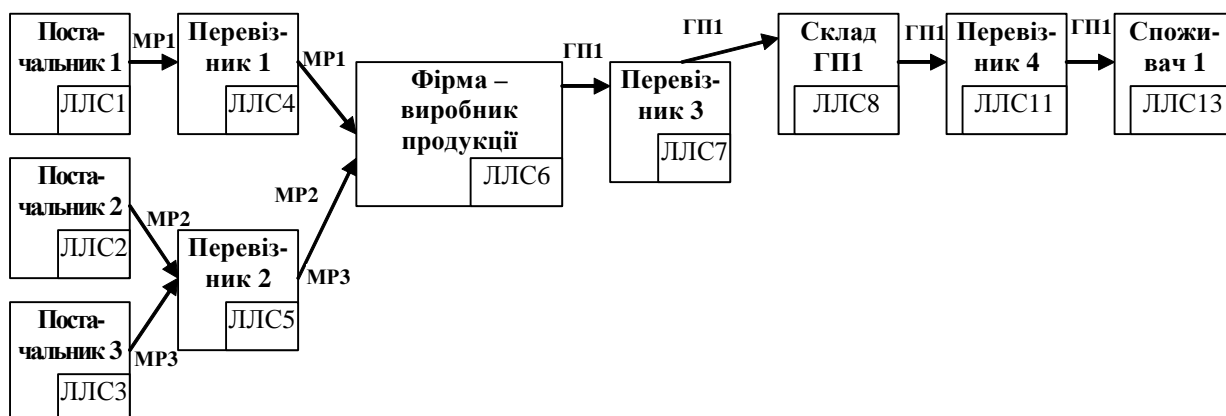 Поста-
чальник 1
ЛЛС1
МР1
Перевіз-
ник 1
ЛЛС4
МР1
Фірма –
виробник
продукції
ЛЛС6
ГП1
Перевіз-
ник 3
ЛЛС7
ГП1
Склад
ГП1
ЛЛС8
ГП1
Перевіз-
ник 4
ЛЛС11
ГП1
Спожи-
вач 1
ЛЛС13
Поста-
чальник 2
ЛЛС2
МР2
Перевіз-
ник 2
ЛЛС5
МР2
МР3
Поста-
чальник 3
ЛЛС3
МР3